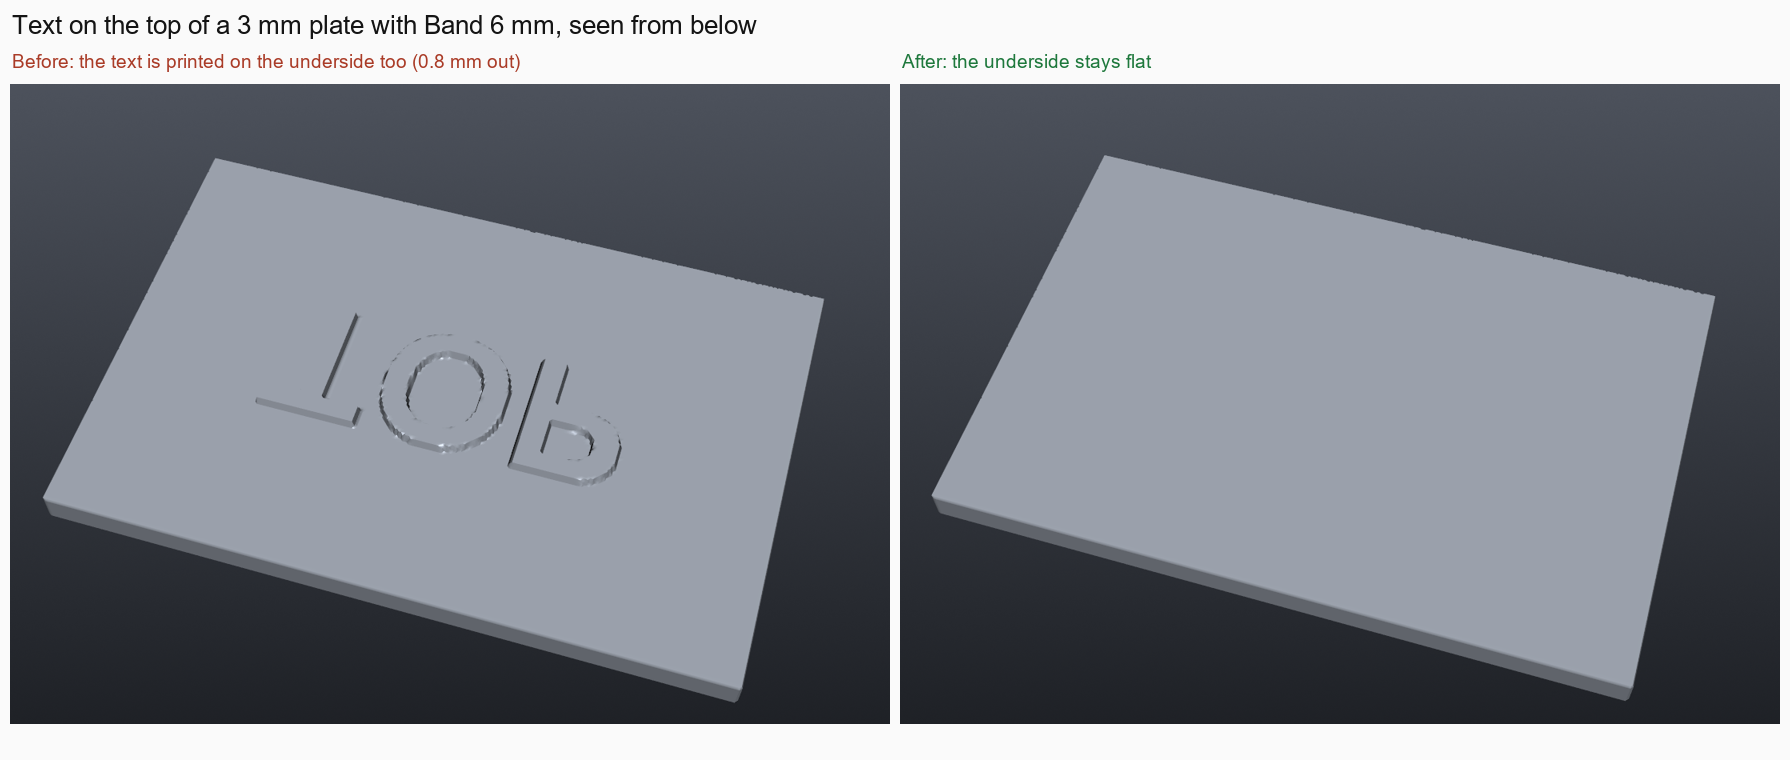 Text on the top of a 3 mm plate with Band 6 mm, seen from below
Before: the text is printed on the underside too (0.8 mm out)
After: the underside stays flat
TOP